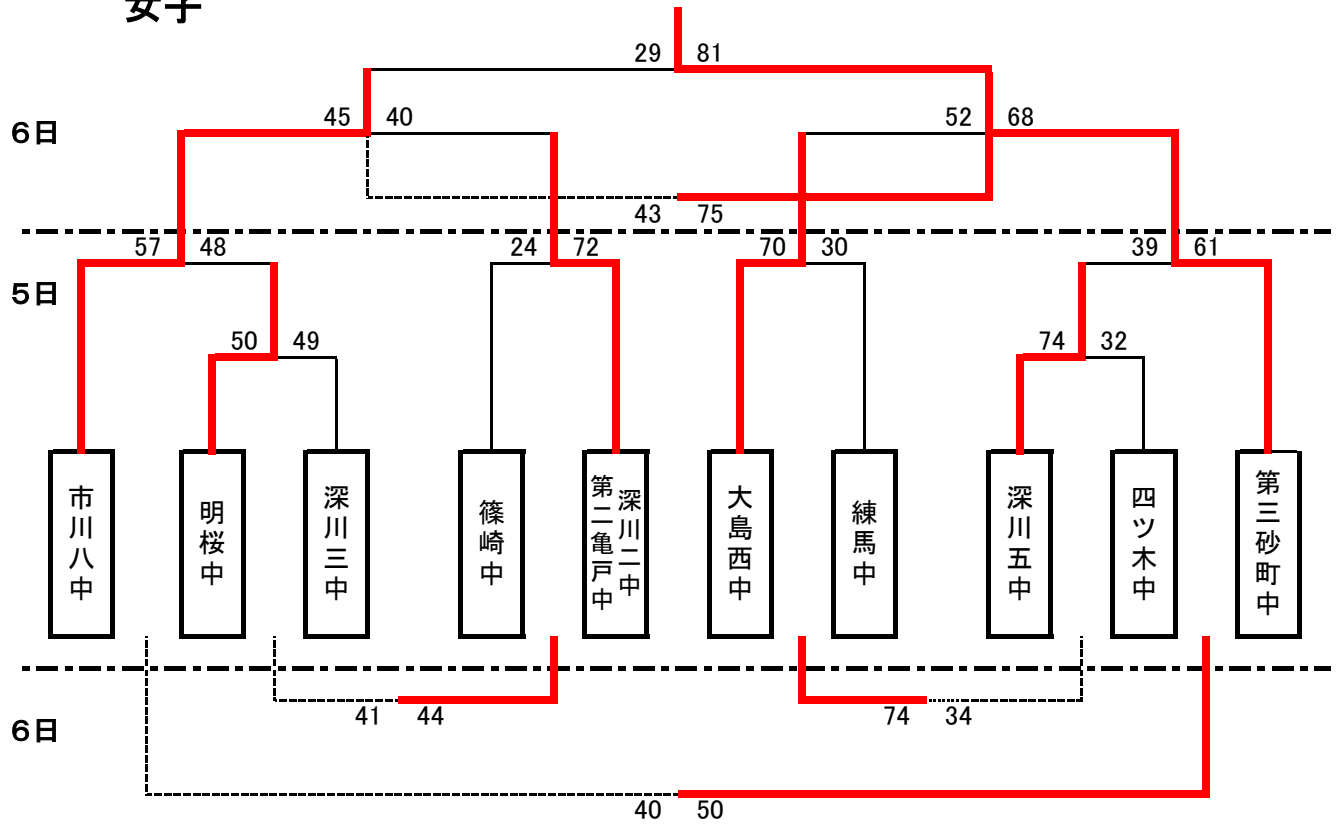 女子
29 81
6日
45 40
52 68
43 75
57 48
24 72
70 30
39 61
5日
50 49
74 32
市川八中
明桜中
深川三中
篠崎中
深川二中
第二亀戸中
大島西中
練馬中
深川五中
四ツ木中
第三砂町中
41 44
74 34
6日
40 50